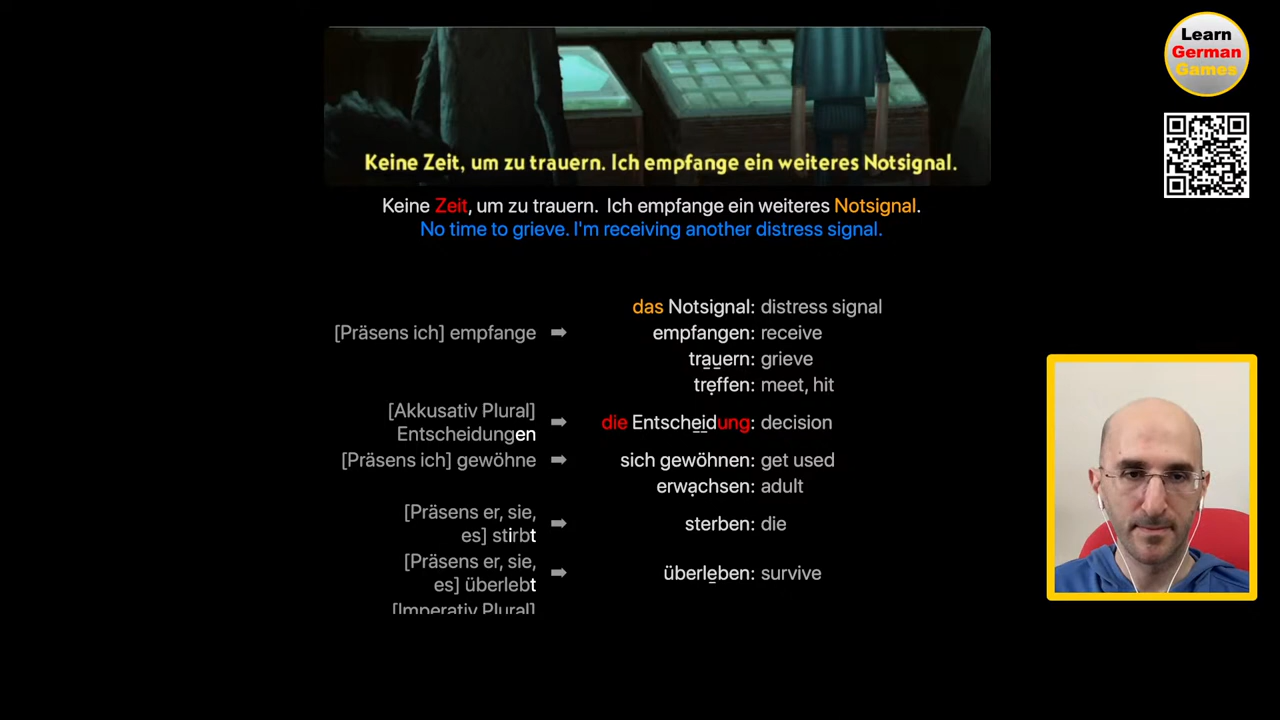 Learn
German
Games
Keine Zeit, um zu trauern. Ich empfange ein weiteres Notsignal.
Keine Zeit, um zu trauern. Ich empfange ein weiteres Notsignal.
No time to grieve. I'm receiving another distress signal.
das Notsignal: distress signal
[Präsens ich] empfange ➡ empfangen: receive
trauern: grieve
treffen: meet, hit
[Akkusativ Plural]
Entscheidungen ➡ die Entscheidung: decision
[Präsens ich] gewöhne ➡ sich gewöhnen: get used
erwachsen: adult
[Präsens er, sie,
es] stirbt ➡ sterben: die
[Präsens er, sie,
es] überlebt ➡ überleben: survive
[Imperativ Plural]